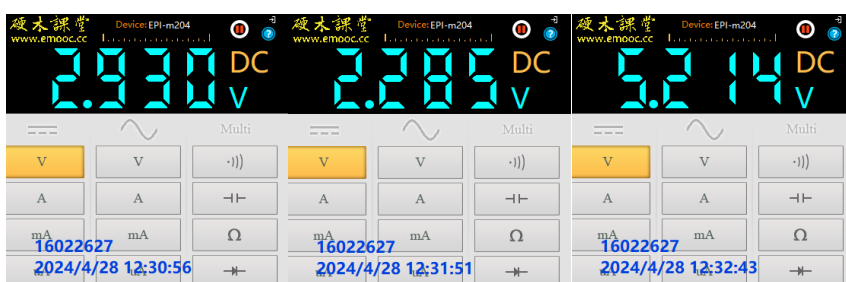 硬木課堂
www.emooc.cc
Device: EPI-m204
2.930
DC
V
Multi
V
V
·)))
A
A
mA
mA
Ω
16022627
2024/4/28 12:30:56
硬木課堂
www.emooc.cc
Device: EPI-m204
2.285
DC
V
Multi
V
V
·)))
A
A
mA
mA
Ω
16022627
2024/4/28 12:31:51
硬木課堂
www.emooc.cc
Device: EPI-m204
5.214
DC
V
Multi
V
V
·)))
A
A
mA
mA
Ω
16022627
2024/4/28 12:32:43